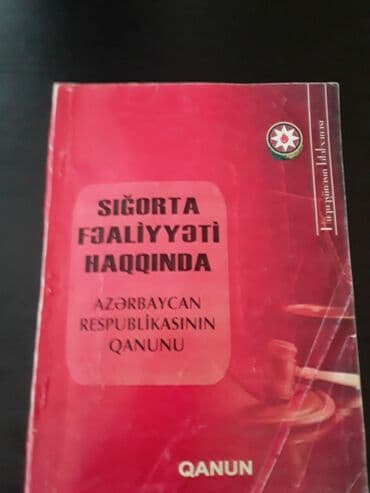 SIĞORTA
FƏALİYYƏTİ
HAQQINDA
AZƏRBAYCAN
RESPUBLİKASININ
QANUNU
QANUN